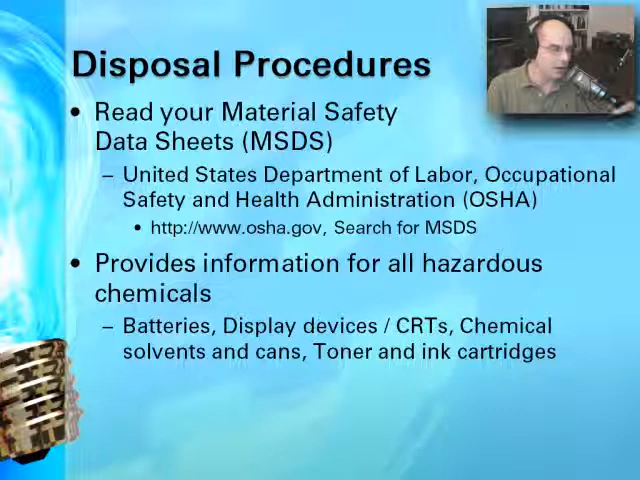 Disposal Procedures
• Read your Material Safety
Data Sheets (MSDS)
– United States Department of Labor, Occupational
Safety and Health Administration (OSHA)
• http://www.osha.gov, Search for MSDS
• Provides information for all hazardous
chemicals
– Batteries, Display devices / CRTs, Chemical
solvents and cans, Toner and ink cartridges